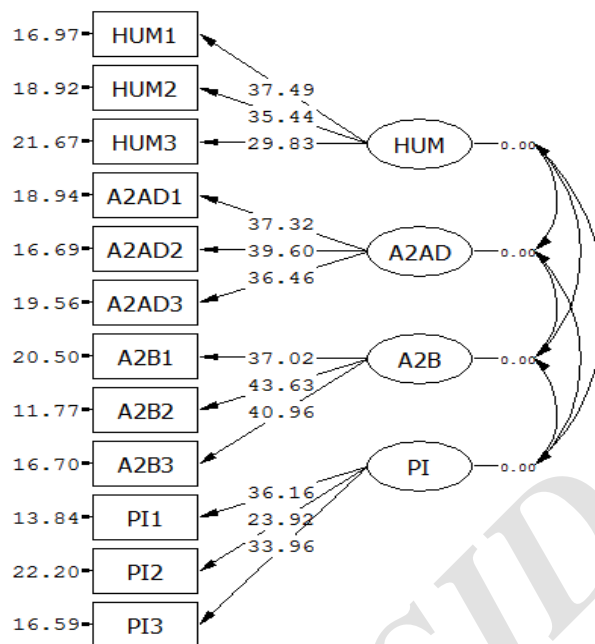 16.97 HUM1
37.49
18.92 HUM2
35.44
21.67 HUM3 29.83 HUM 0.00
18.94 A2AD1
37.32
16.69 A2AD2 39.60 A2AD 0.00
36.46
19.56 A2AD3
20.50 A2B1 37.02 A2B 0.00
43.63
11.77 A2B2
40.96
16.70 A2B3
PI 0.00
36.16
13.84 PI1
23.92
33.96
22.20 PI2
16.59 PI3
SID